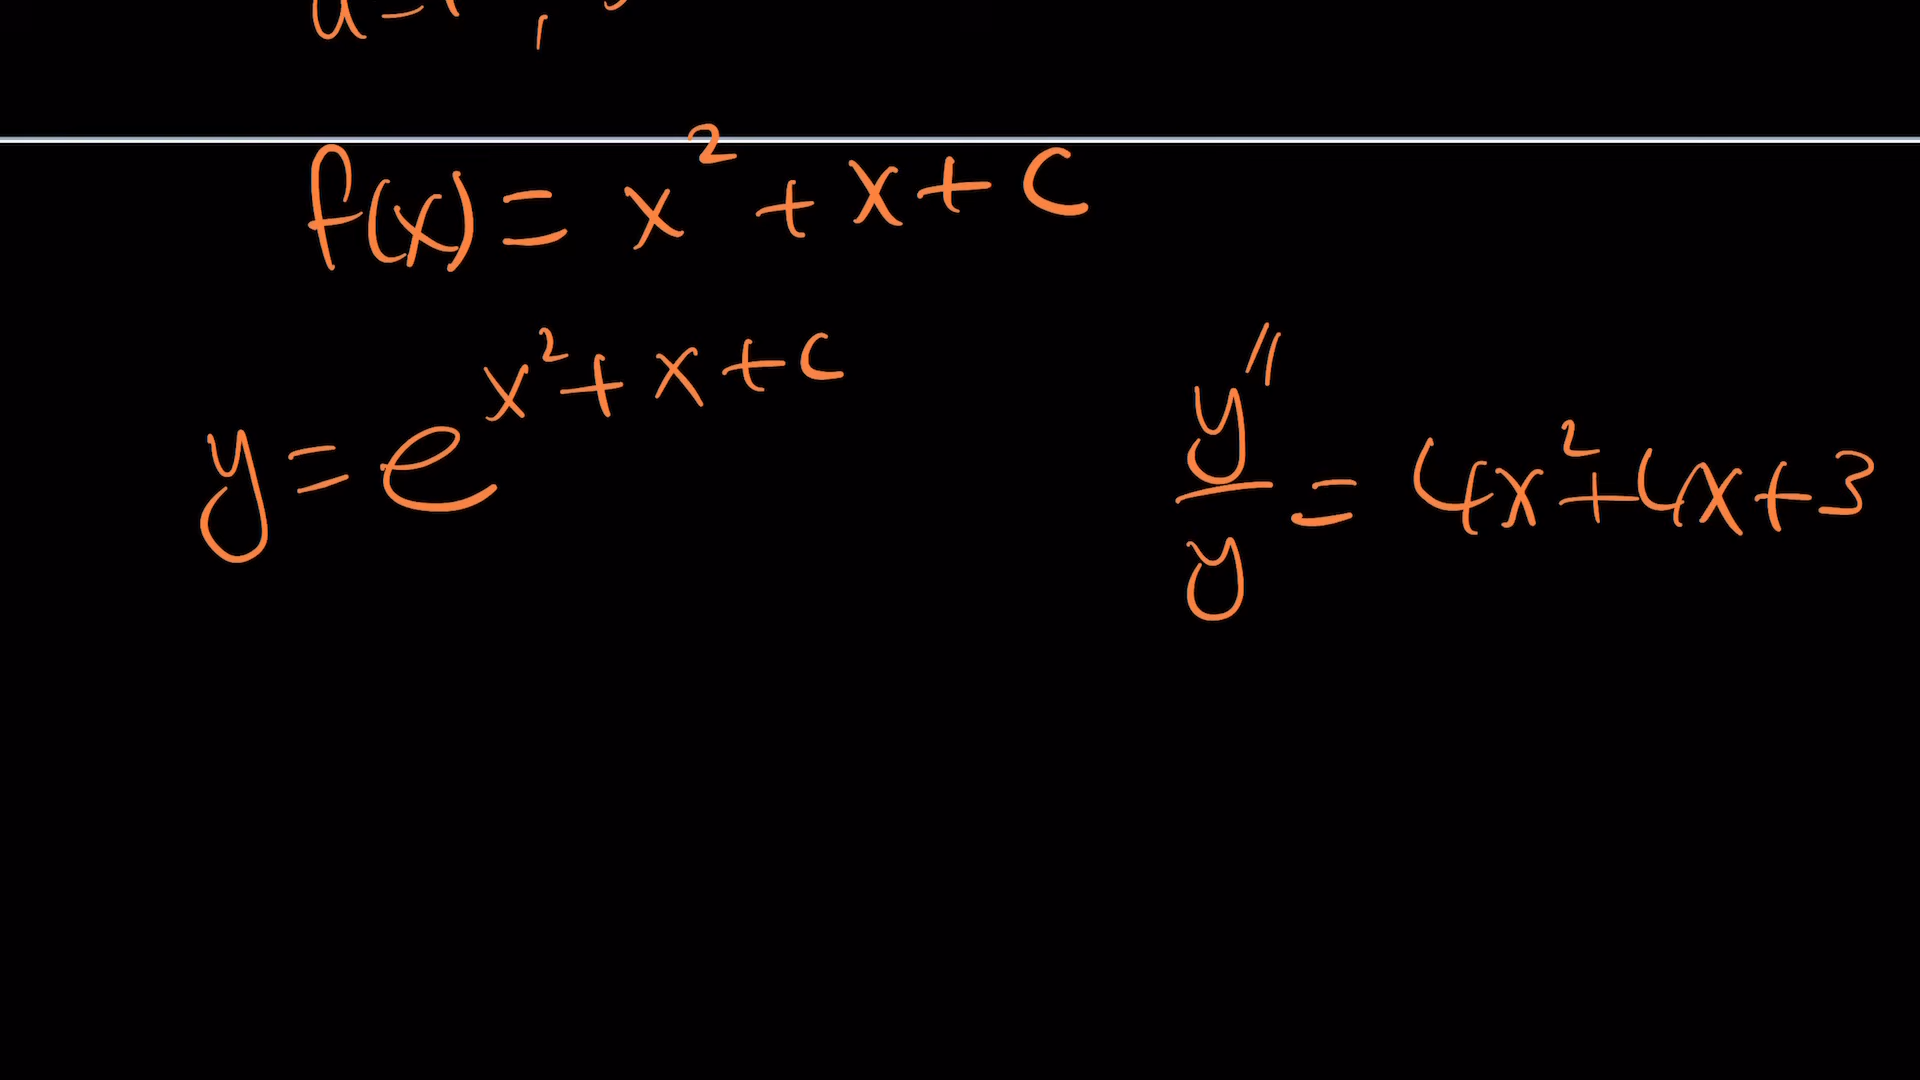 f(x) = x² + x + c
y = e^(x² + x + c)
y''/y = 4x² + 4x + 3